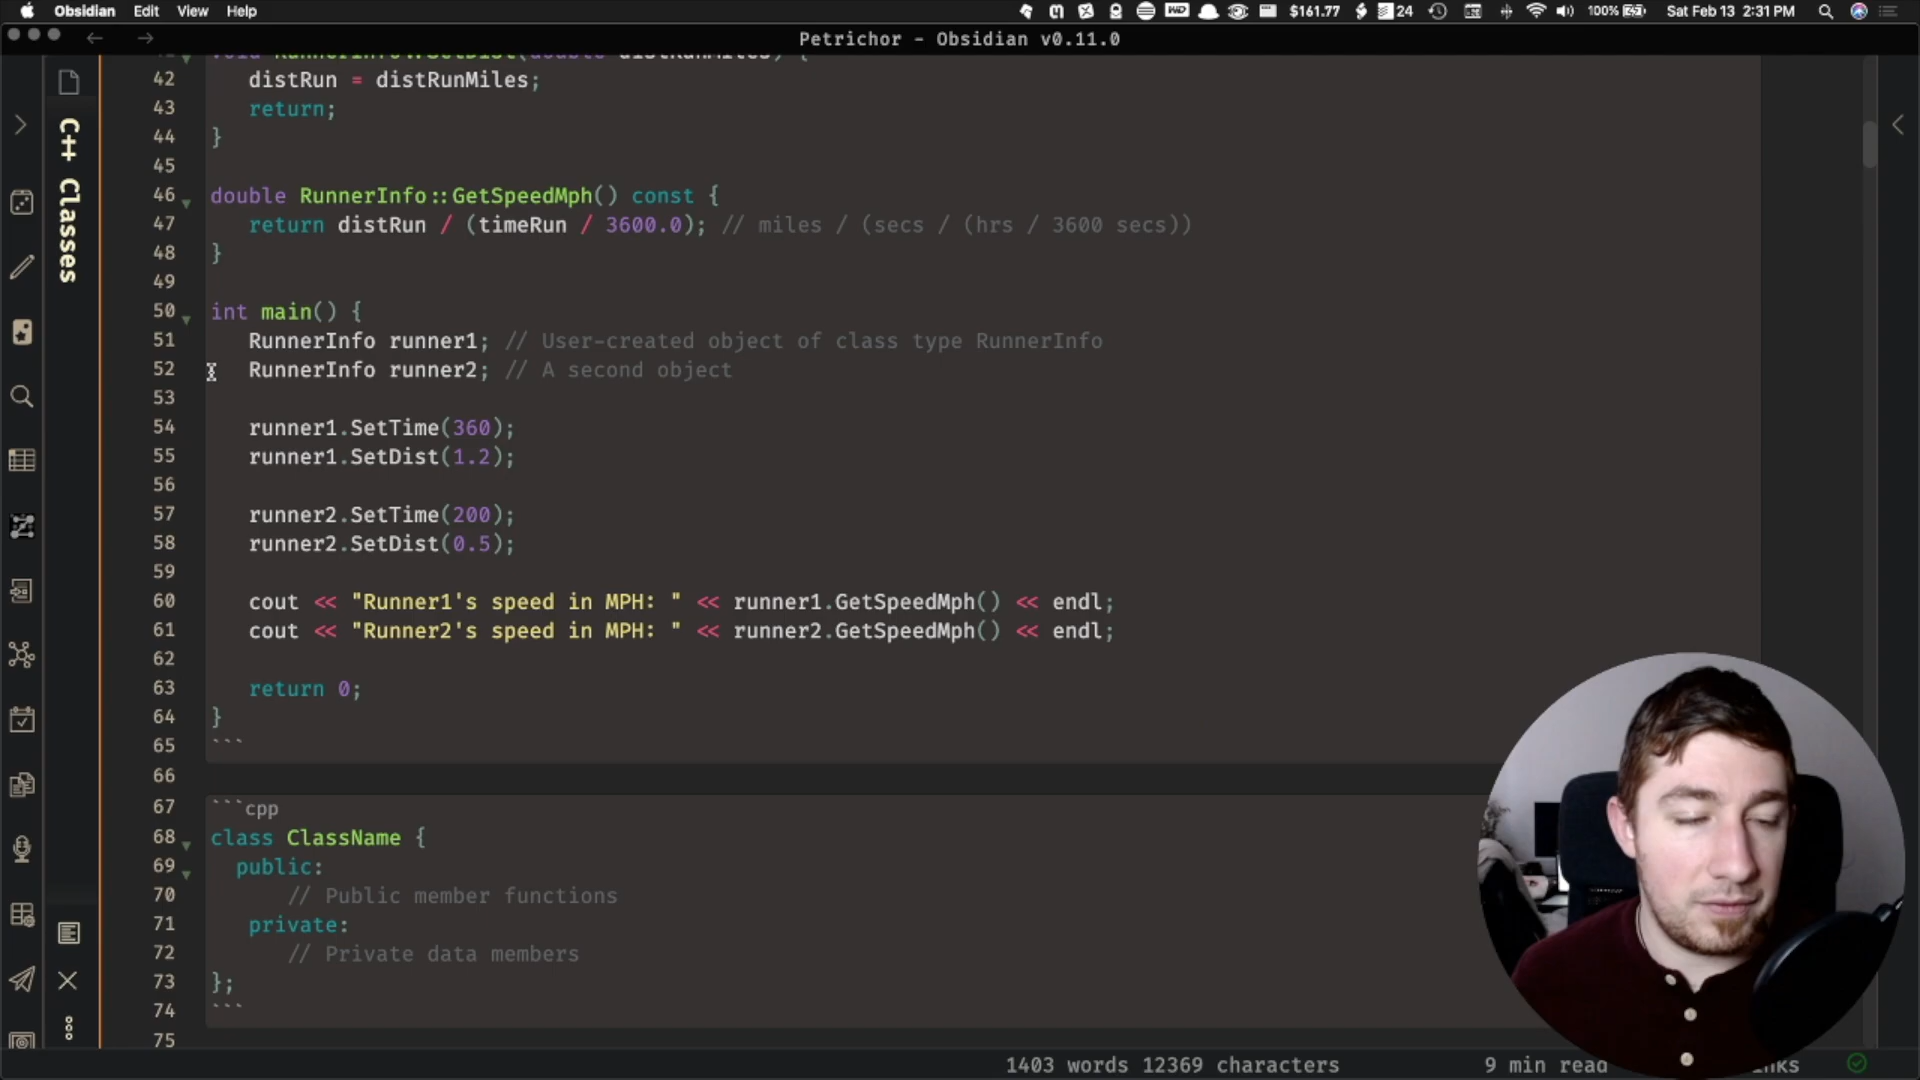 Obsidian Edit View Help $161.77 24 100% Sat Feb 13 2:31 PM
Petrichor - Obsidian v0.11.0
C++ Classes
42 distRun = distRunMiles;
43 return;
44 }
45
46 double RunnerInfo::GetSpeedMph() const {
47 return distRun / (timeRun / 3600.0); // miles / (secs / (hrs / 3600 secs))
48 }
49
50 int main() {
51 RunnerInfo runner1; // User-created object of class type RunnerInfo
52 RunnerInfo runner2; // A second object
53
54 runner1.SetTime(360);
55 runner1.SetDist(1.2);
56
57 runner2.SetTime(200);
58 runner2.SetDist(0.5);
59
60 cout << "Runner1's speed in MPH: " << runner1.GetSpeedMph() << endl;
61 cout << "Runner2's speed in MPH: " << runner2.GetSpeedMph() << endl;
62
63 return 0;
64 }
65 ```
66
67 ```cpp
68 class ClassName {
69 public:
70 // Public member functions
71 private:
72 // Private data members
73 };
74 ```
75
1403 words 12369 characters 9 min read